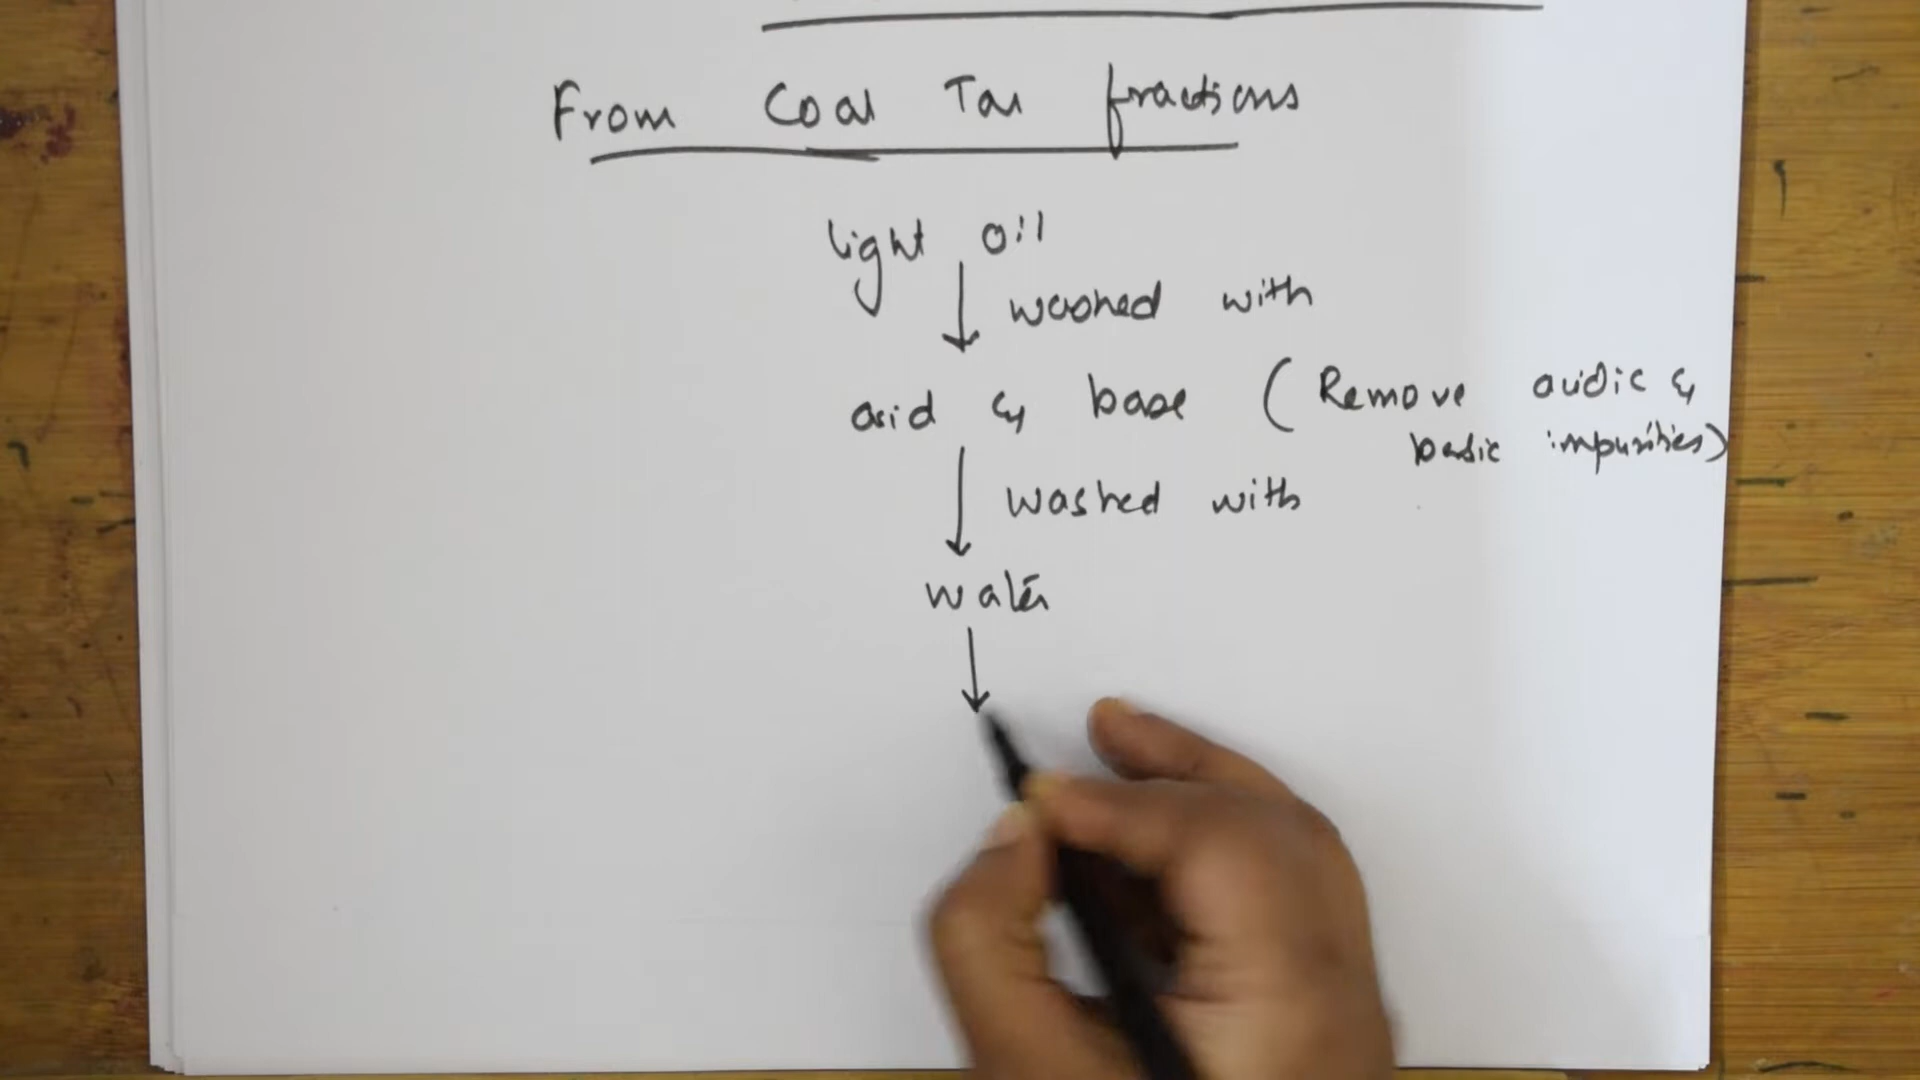 From Coal Tar fractions
light oil
washed with
acid & base (Remove acidic &
basic impurities)
washed with
water